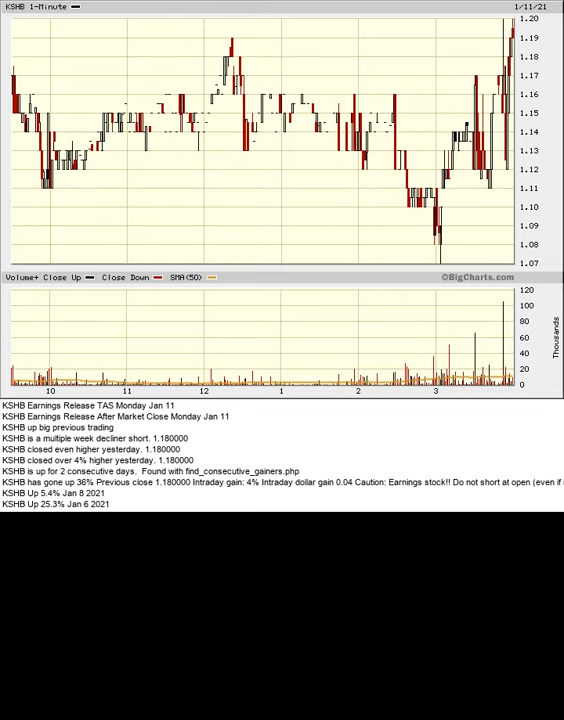 KSHB 1-Minute 1/11/21
1.20
1.19
1.18
1.17
1.16
1.15
1.14
1.13
1.12
1.11
1.10
1.09
1.08
1.07
Volume+ Close Up Close Down SMA(50) ©BigCharts.com
120
100
80
60
40
20
0
Thousands
10 11 12 1 2 3
KSHB Earnings Release TAS Monday Jan 11
KSHB Earnings Release After Market Close Monday Jan 11
KSHB up big previous trading
KSHB is a multiple week decliner short. 1.180000
KSHB closed even higher yesterday. 1.180000
KSHB closed over 4% higher yesterday. 1.180000
KSHB is up for 2 consecutive days. Found with find_consecutive_gainers.php
KSHB has gone up 36% Previous close 1.180000 Intraday gain: 4% Intraday dollar gain 0.04 Caution: Earnings stock!! Do not short at open (even if
KSHB Up 5.4% Jan 8 2021
KSHB Up 25.3% Jan 6 2021